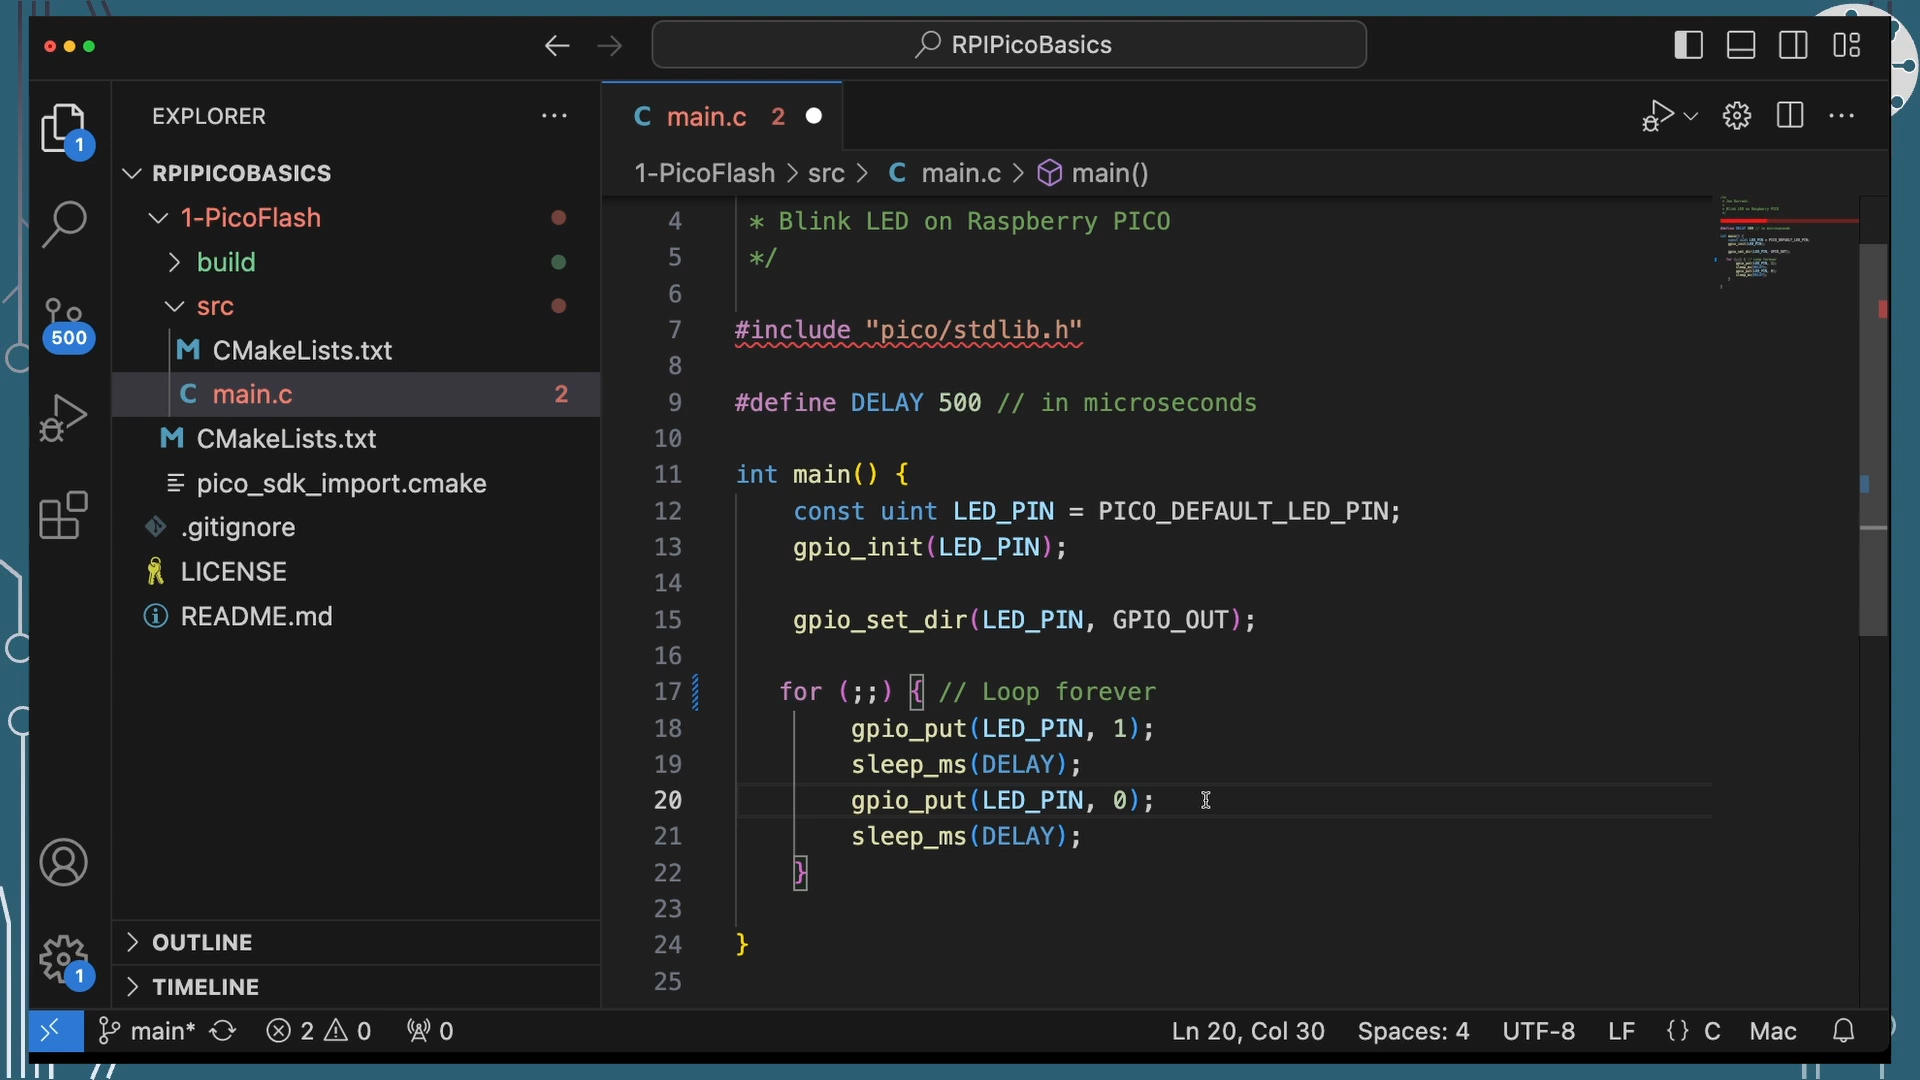 RPIPicoBasics
EXPLORER
RPIPICOBASICS
1-PicoFlash
build
src
M CMakeLists.txt
C main.c 2
M CMakeLists.txt
pico_sdk_import.cmake
.gitignore
LICENSE
README.md
OUTLINE
TIMELINE
1
500
1
C main.c 2
1-PicoFlash > src > C main.c > main()
4 * Blink LED on Raspberry PICO
5 */
6
7 #include "pico/stdlib.h"
8
9 #define DELAY 500 // in microseconds
10
11 int main() {
12 const uint LED_PIN = PICO_DEFAULT_LED_PIN;
13 gpio_init(LED_PIN);
14
15 gpio_set_dir(LED_PIN, GPIO_OUT);
16
17 for (;;) { // Loop forever
18 gpio_put(LED_PIN, 1);
19 sleep_ms(DELAY);
20 gpio_put(LED_PIN, 0);
21 sleep_ms(DELAY);
22 }
23
24 }
25
main* 2 0 0 Ln 20, Col 30 Spaces: 4 UTF-8 LF {} C Mac